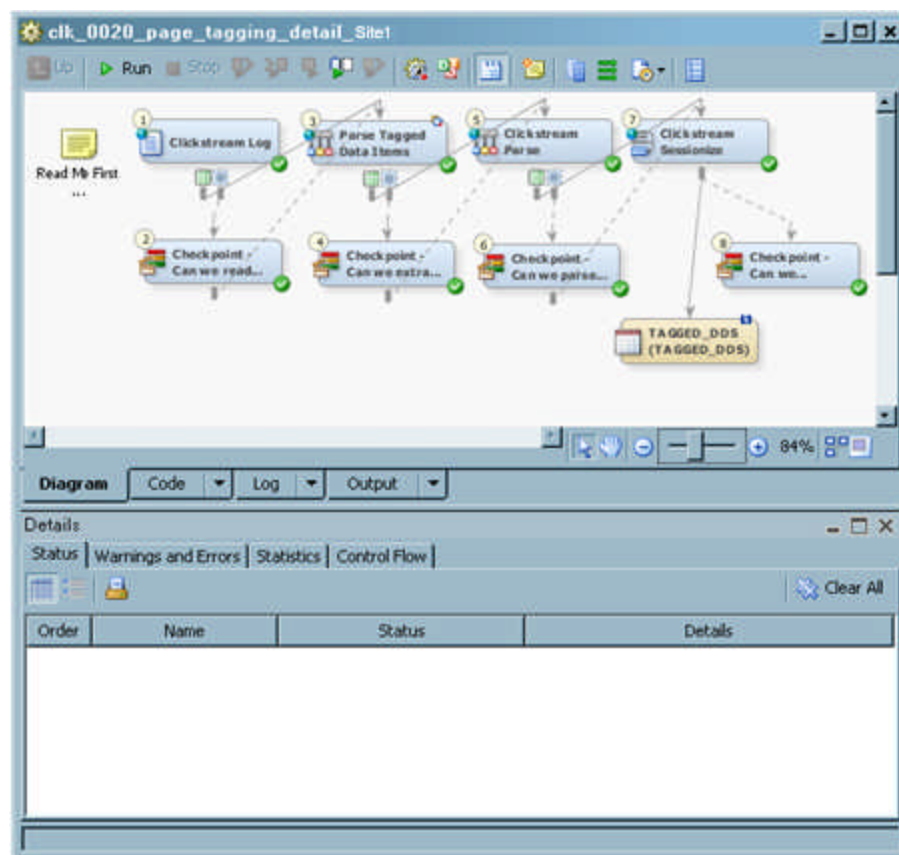 clk_0020_page_tagging_detail_Site1
Up Run Stop
1 3 5 7
Clickstream Log
Parse Tagged
Data Items
Clickstream
Parse
Clickstream
Sessionize
Read Me First
...
2 4 6 8
Checkpoint -
Can we read...
Checkpoint -
Can we extra...
Checkpoint -
Can we parse...
Checkpoint -
Can we...
TAGGED_DDS
(TAGGED_DDS)
84%
Diagram Code Log Output
Details
Status Warnings and Errors Statistics Control Flow
Clear All
Order Name Status Details